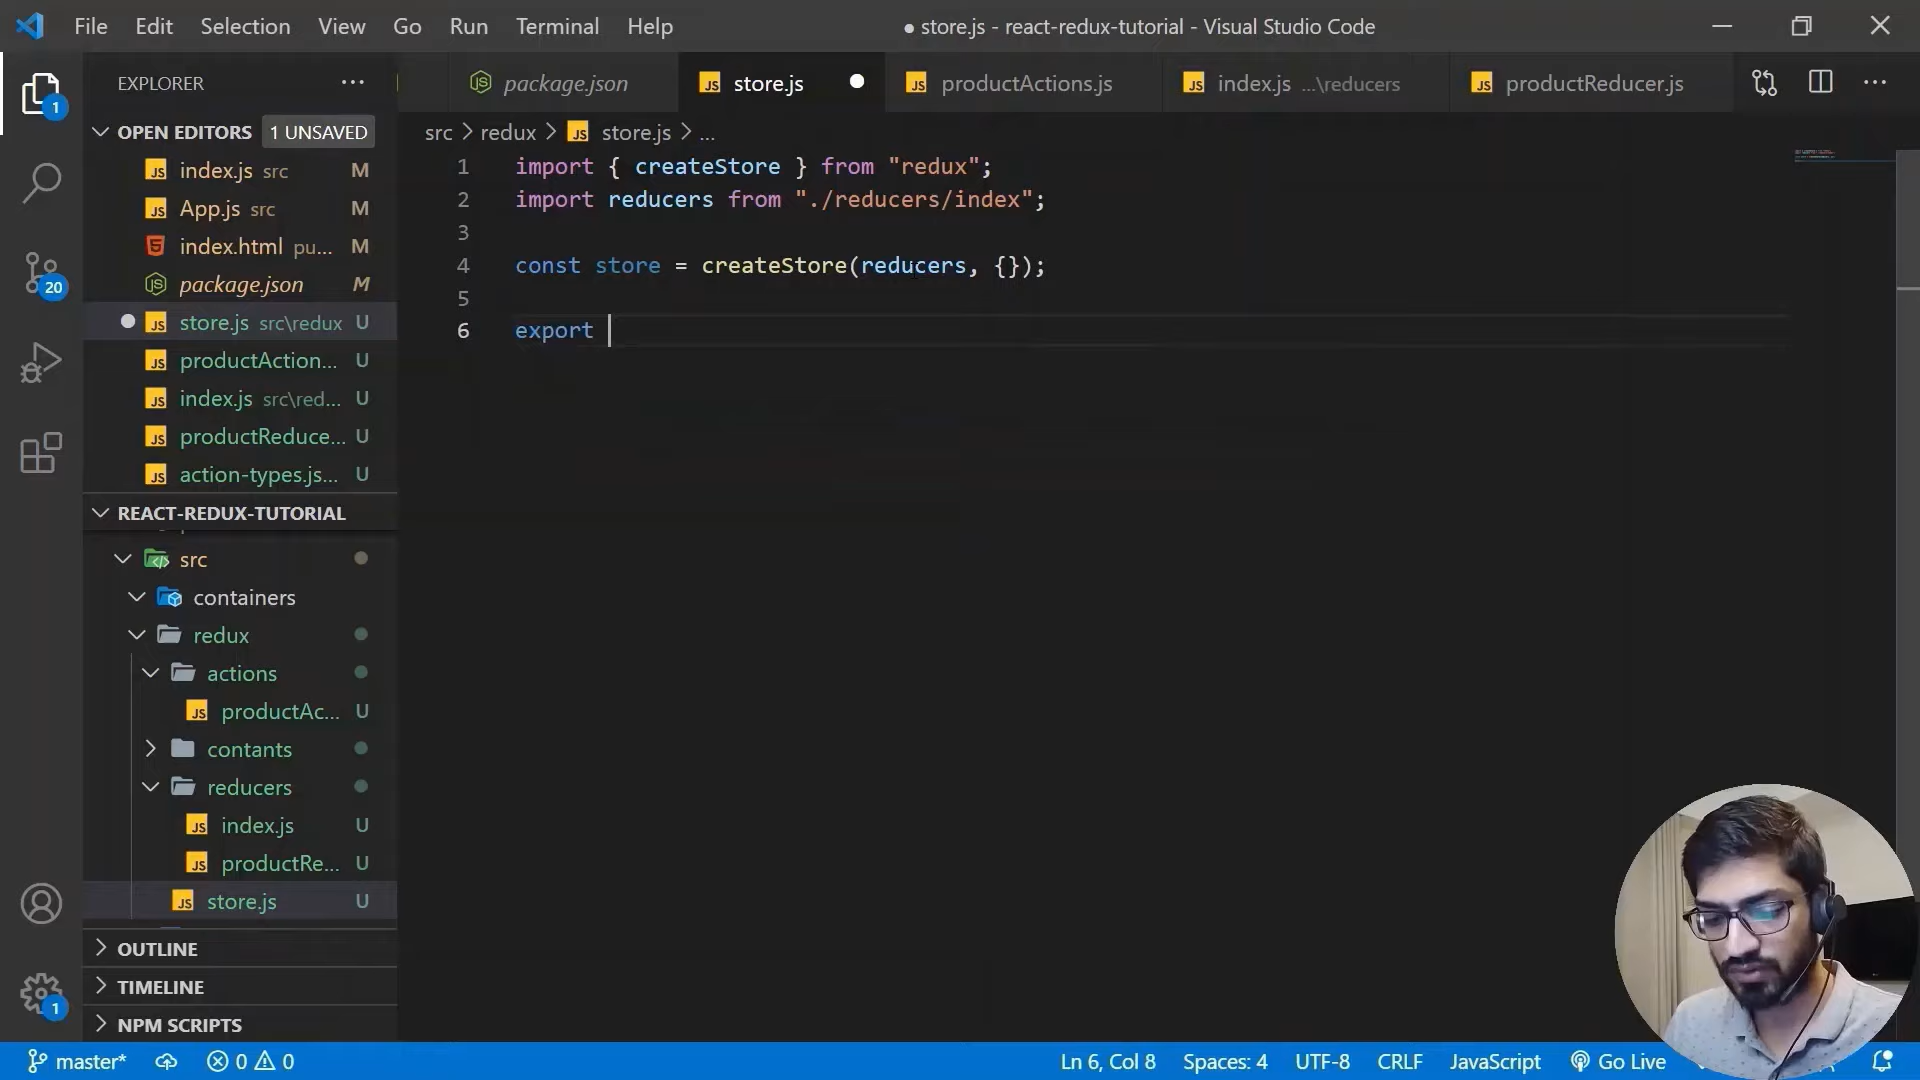 File Edit Selection View Go Run Terminal Help
● store.js - react-redux-tutorial - Visual Studio Code
EXPLORER
package.json
store.js
productActions.js
index.js ...\reducers
productReducer.js
OPEN EDITORS 1 UNSAVED
src > redux > store.js > ...
index.js src M
App.js src M
index.html pu... M
package.json M
store.js src\redux U
productAction... U
index.js src\red... U
productReduce... U
action-types.js... U
1 import { createStore } from "redux";
2 import reducers from "./reducers/index";
3
4 const store = createStore(reducers, {});
5
6 export
REACT-REDUX-TUTORIAL
src
containers
redux
actions
productAc... U
contants
reducers
index.js U
productRe... U
store.js U
OUTLINE
TIMELINE
NPM SCRIPTS
1
20
1
master* 0 0
Ln 6, Col 8 Spaces: 4 UTF-8 CRLF JavaScript Go Live